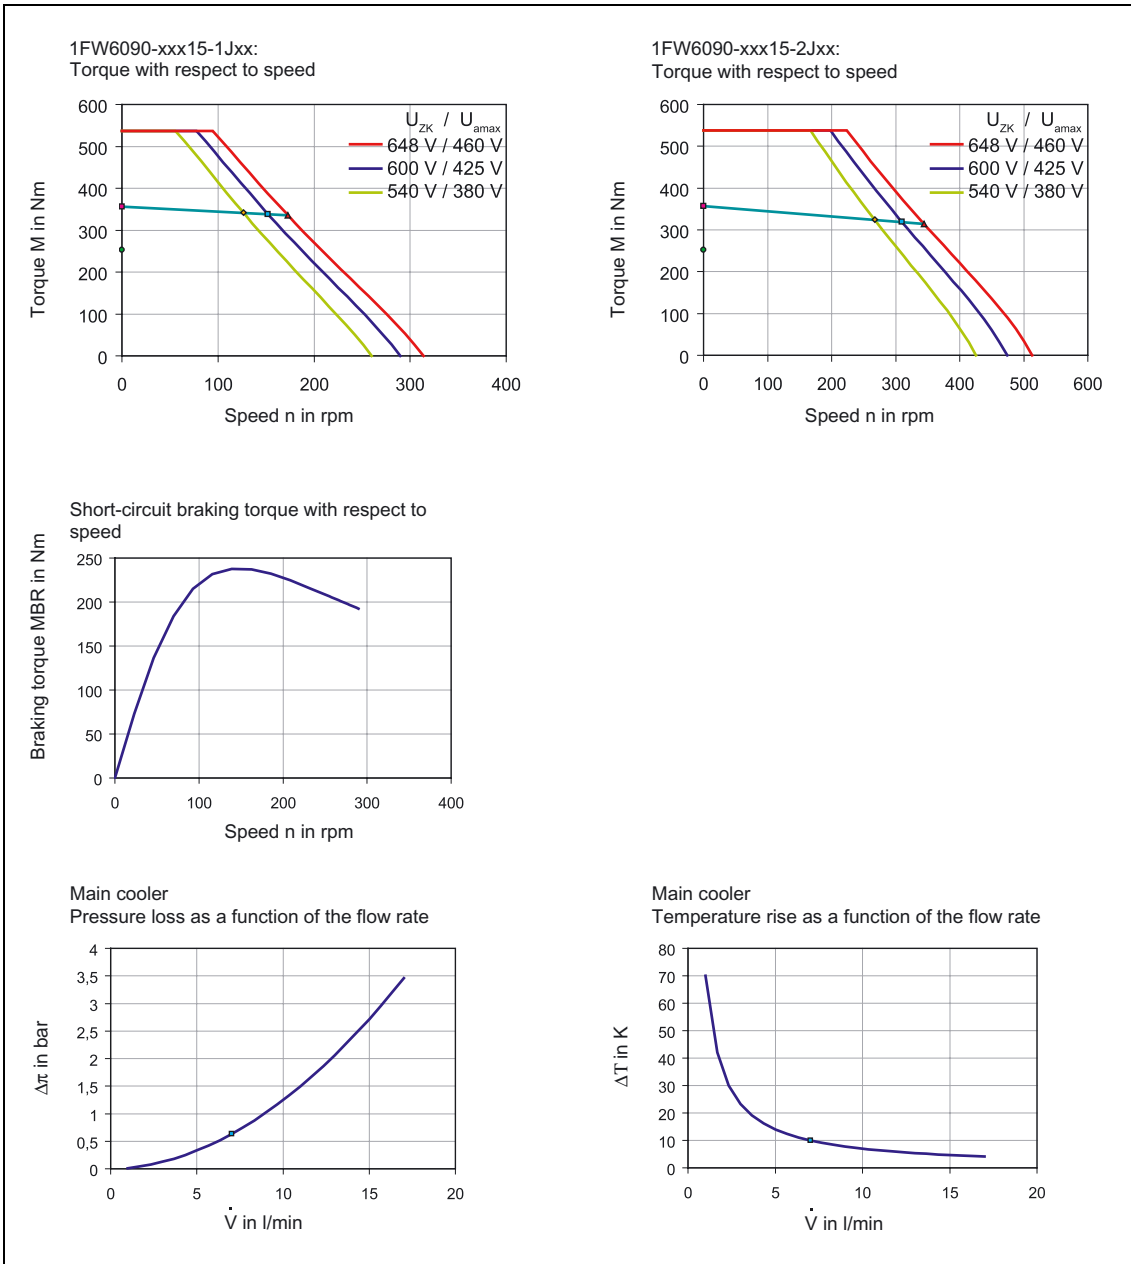 1FW6090-xxx15-1Jxx:
Torque with respect to speed
Torque M in Nm
600
500
400
300
200
100
0
U_ZK / U_amax
648 V / 460 V
600 V / 425 V
540 V / 380 V
0 100 200 300 400
Speed n in rpm
1FW6090-xxx15-2Jxx:
Torque with respect to speed
Torque M in Nm
600
500
400
300
200
100
0
U_ZK / U_amax
648 V / 460 V
600 V / 425 V
540 V / 380 V
0 100 200 300 400 500 600
Speed n in rpm
Short-circuit braking torque with respect to
speed
Braking torque MBR in Nm
250
200
150
100
50
0
0 100 200 300 400
Speed n in rpm
Main cooler
Pressure loss as a function of the flow rate
Δπ in bar
4
3,5
3
2,5
2
1,5
1
0,5
0
0 5 10 15 20
V̇ in l/min
Main cooler
Temperature rise as a function of the flow rate
ΔT in K
80
70
60
50
40
30
20
10
0
0 5 10 15 20
V̇ in l/min